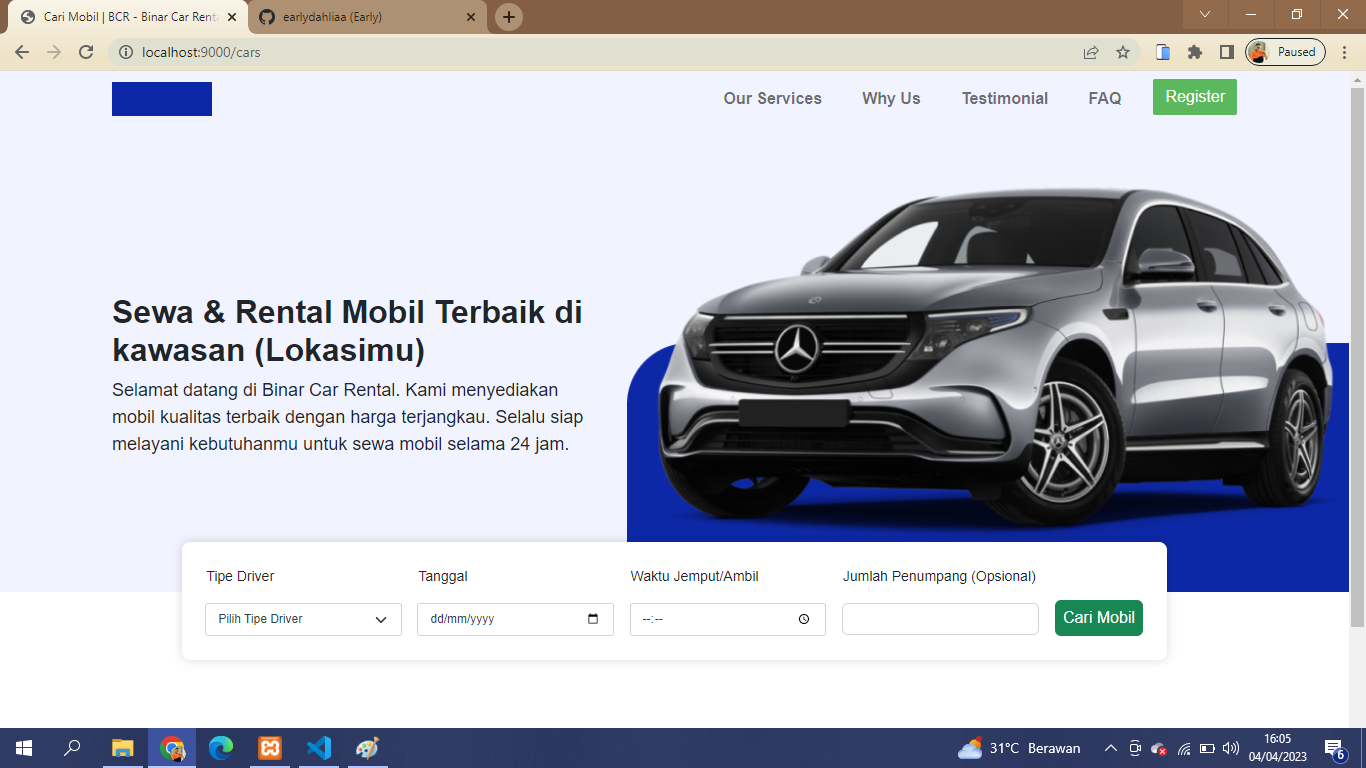 Cari Mobil | BCR - Binar Car Renta
earlydahliaa (Early)
localhost:9000/cars
Paused
Our Services
Why Us
Testimonial
FAQ
Register
Sewa & Rental Mobil Terbaik di
kawasan (Lokasimu)
Selamat datang di Binar Car Rental. Kami menyediakan
mobil kualitas terbaik dengan harga terjangkau. Selalu siap
melayani kebutuhanmu untuk sewa mobil selama 24 jam.
Tipe Driver
Tanggal
Waktu Jemput/Ambil
Jumlah Penumpang (Opsional)
Pilih Tipe Driver
dd/mm/yyyy
--:--
Cari Mobil
31°C Berawan
16:05
04/04/2023
6